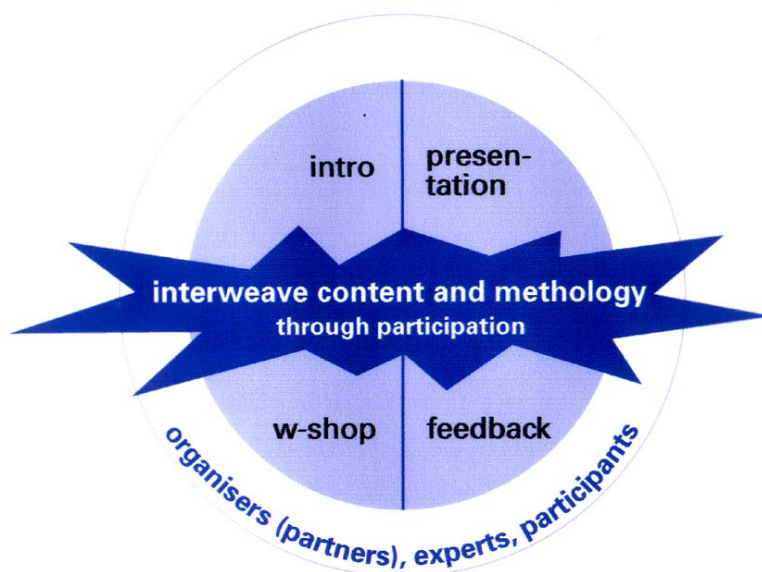 intro
presen-
tation
interweave content and methology
through participation
w-shop
feedback
organisers (partners), experts, participants